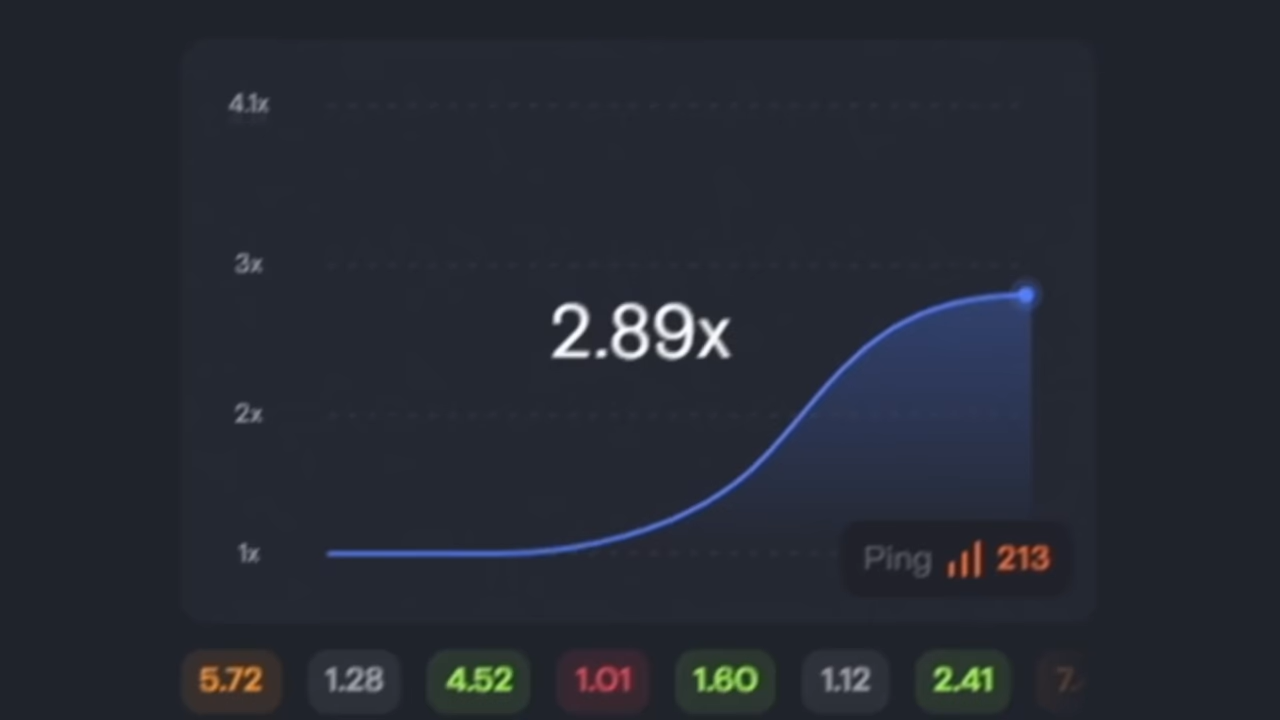 4.1x
3x
2.89x
2x
1x
Ping 213
5.72 1.28 4.52 1.01 1.60 1.12 2.41